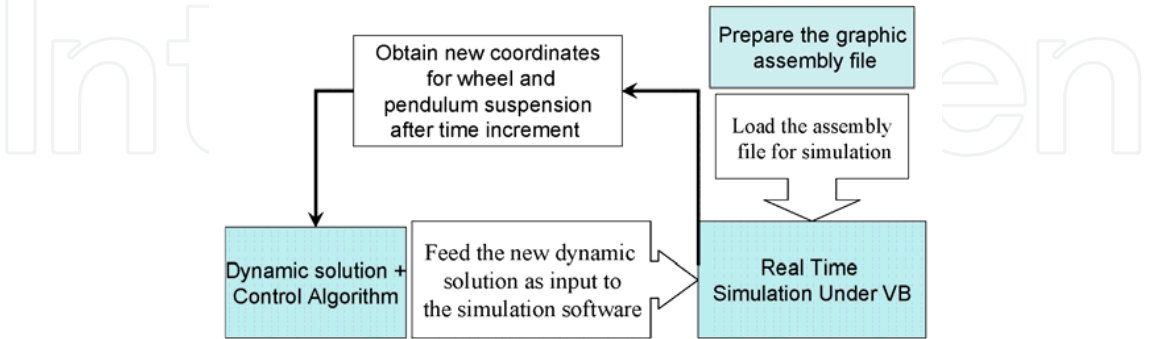 Prepare the graphic
assembly file
Obtain new coordinates
for wheel and
pendulum suspension
after time increment
Load the assembly
file for simulation
Dynamic solution +
Control Algorithm
Feed the new dynamic
solution as input to
the simulation software
Real Time
Simulation Under VB